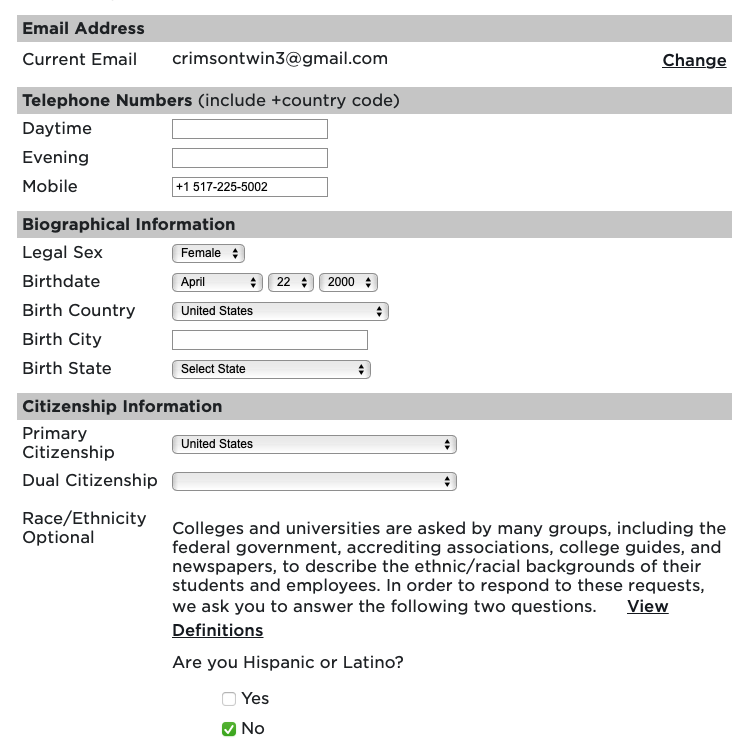 Email Address
Current Email crimsontwin3@gmail.com Change
Telephone Numbers (include +country code)
Daytime
Evening
Mobile +1 517-225-5002
Biographical Information
Legal Sex Female
Birthdate April 22 2000
Birth Country United States
Birth City
Birth State Select State
Citizenship Information
Primary
Citizenship United States
Dual Citizenship
Race/Ethnicity
Optional
Colleges and universities are asked by many groups, including the
federal government, accrediting associations, college guides, and
newspapers, to describe the ethnic/racial backgrounds of their
students and employees. In order to respond to these requests,
we ask you to answer the following two questions. View
Definitions
Are you Hispanic or Latino?
Yes
No